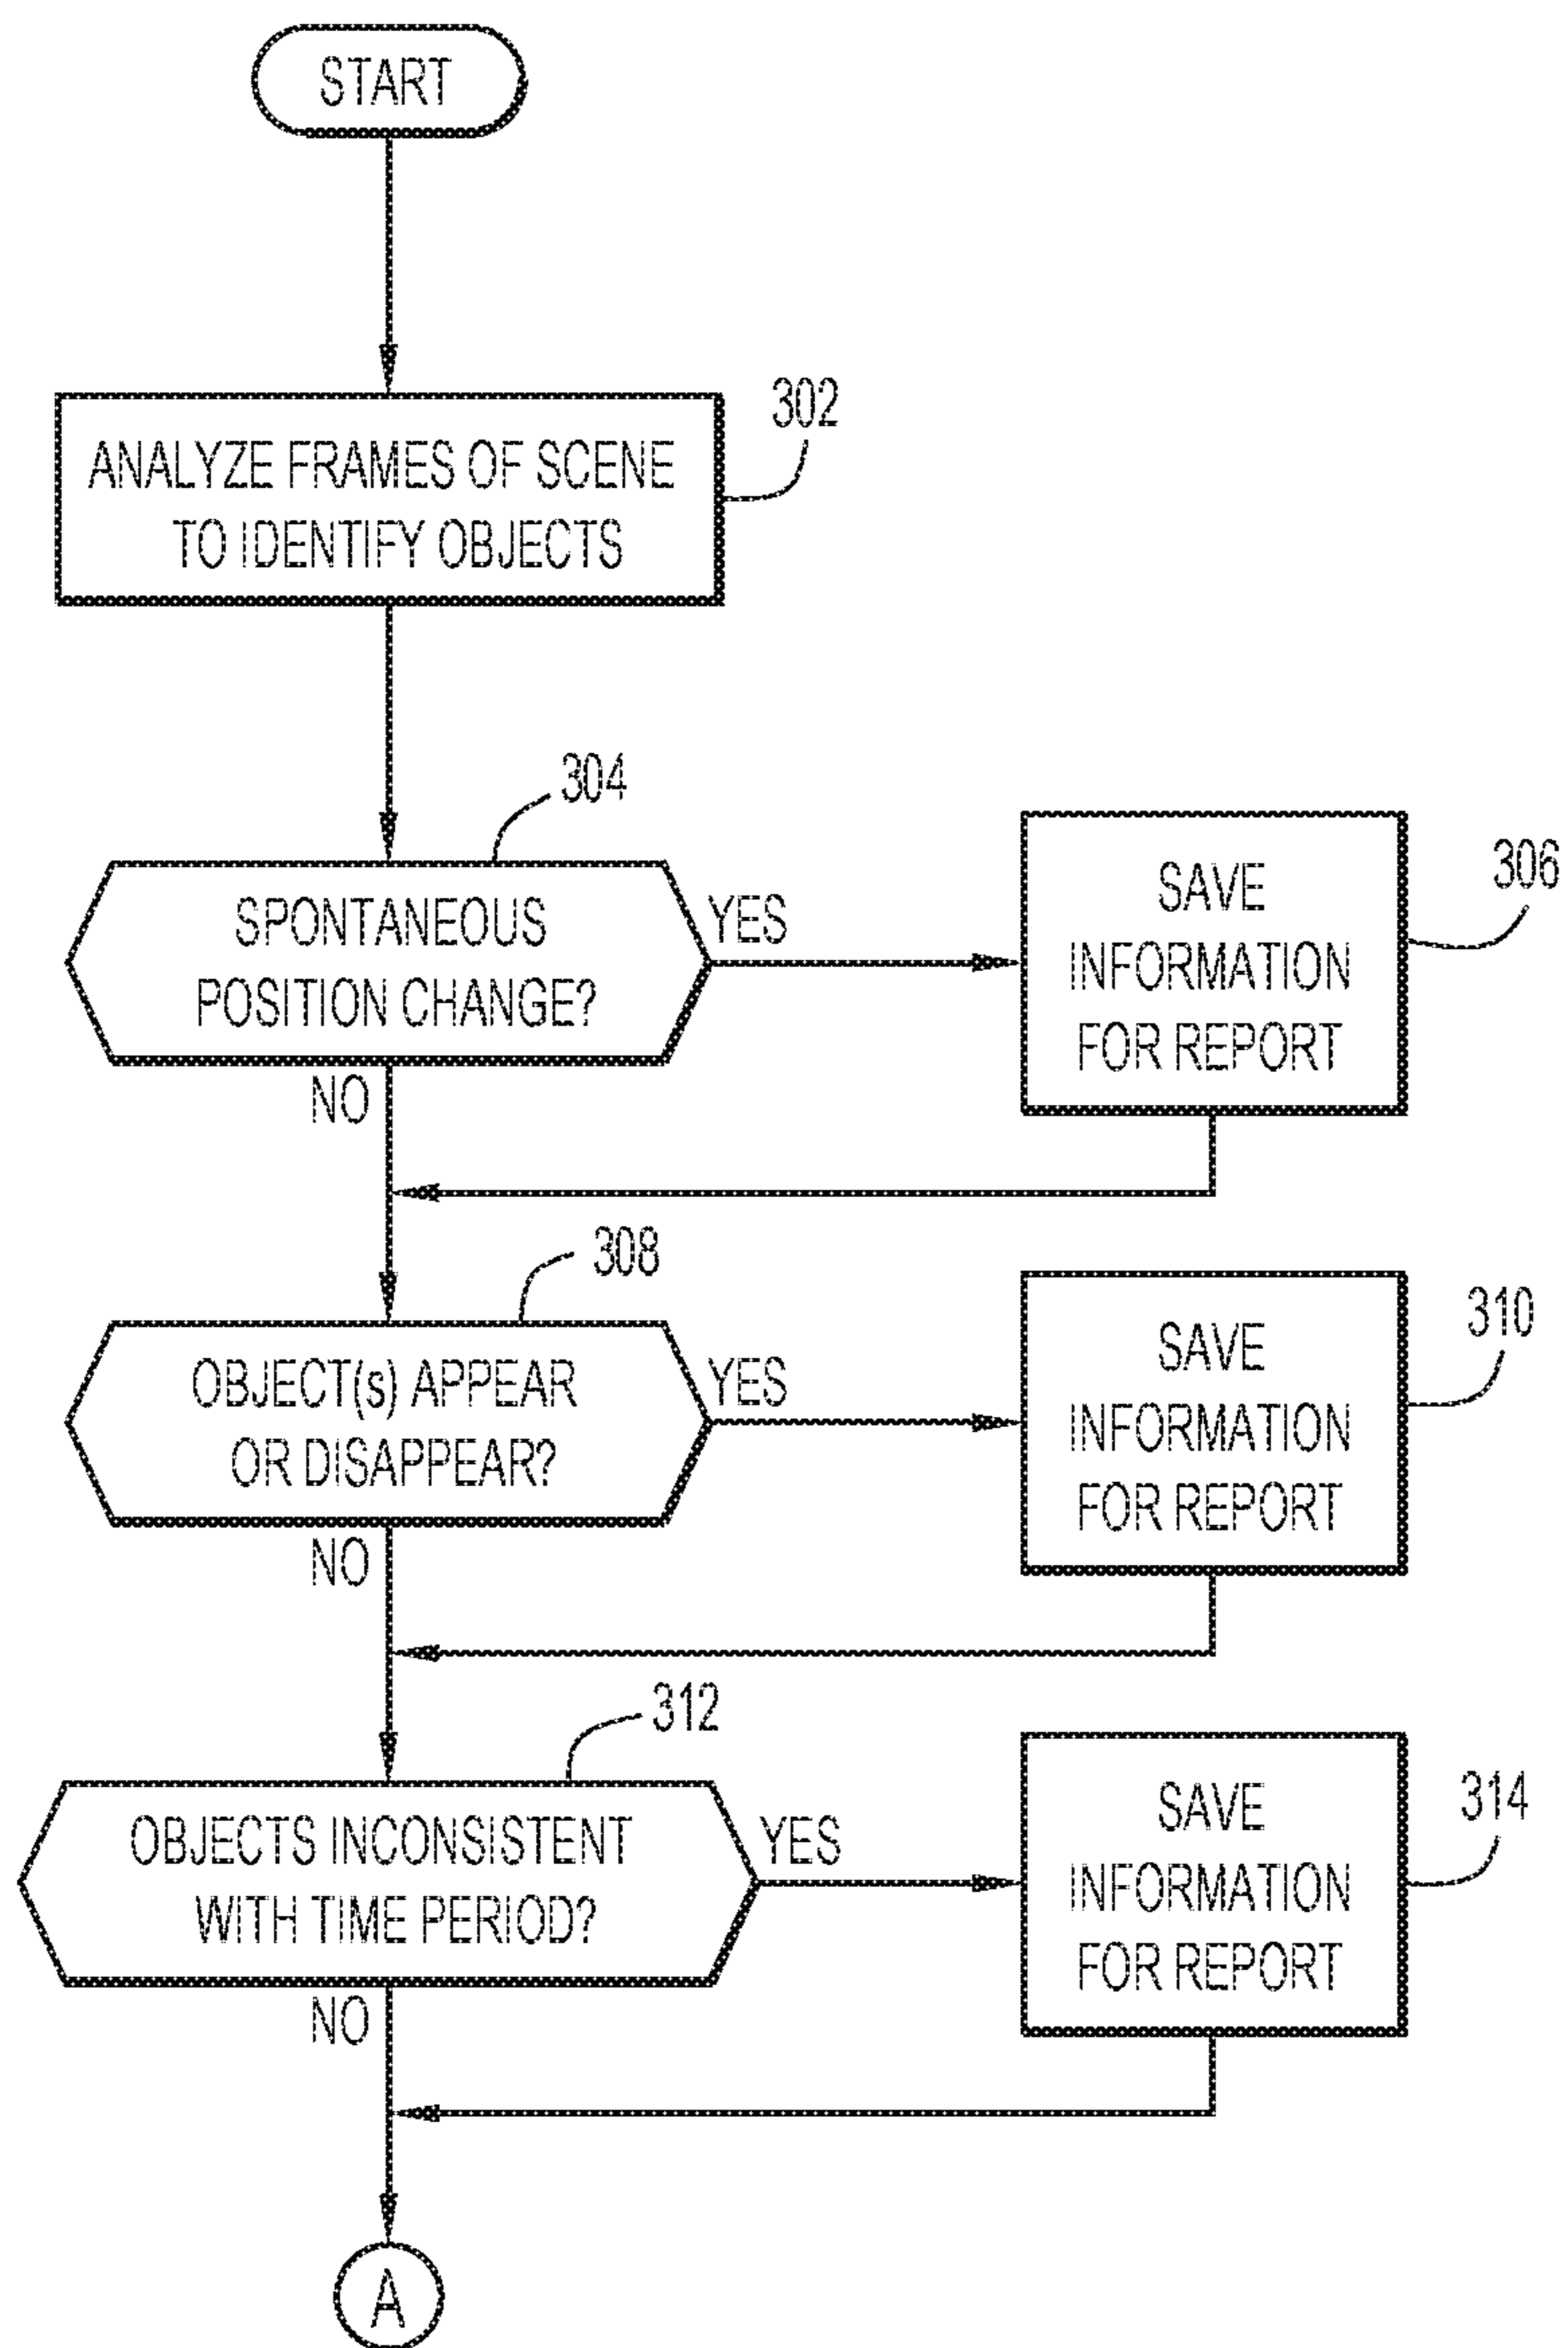 START
302
ANALYZE FRAMES OF SCENE
TO IDENTIFY OBJECTS
304
SPONTANEOUS
POSITION CHANGE?
YES
NO
SAVE
INFORMATION
FOR REPORT
306
308
OBJECT(s) APPEAR
OR DISAPPEAR?
YES
NO
SAVE
INFORMATION
FOR REPORT
310
312
OBJECTS INCONSISTENT
WITH TIME PERIOD?
YES
NO
SAVE
INFORMATION
FOR REPORT
314
A